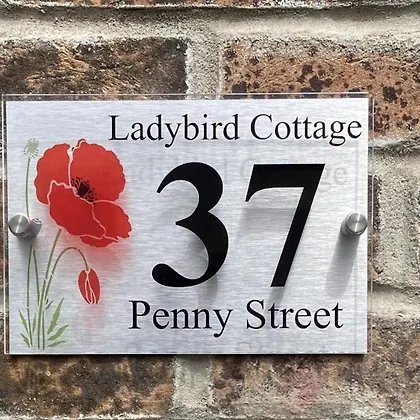 Ladybird Cottage
37
Penny Street